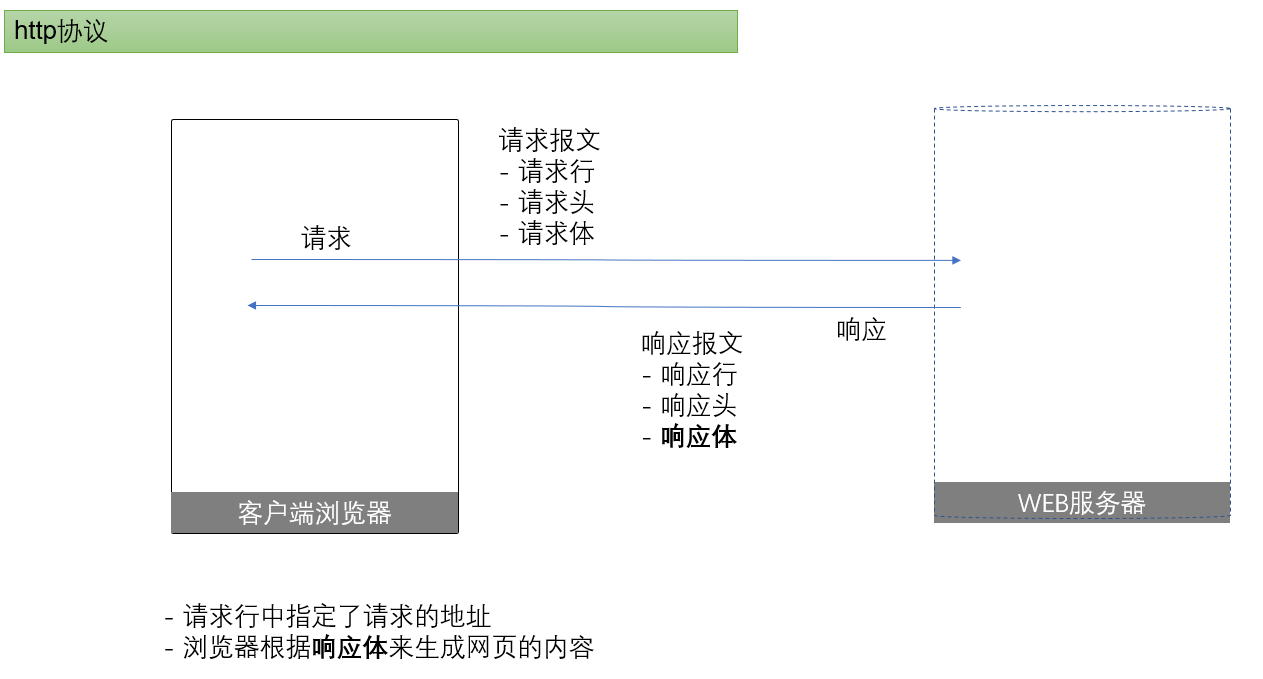 http协议
请求报文
- 请求行
- 请求头
- 请求体
请求
响应
响应报文
- 响应行
- 响应头
- 响应体
客户端浏览器
WEB服务器
- 请求行中指定了请求的地址
- 浏览器根据响应体来生成网页的内容